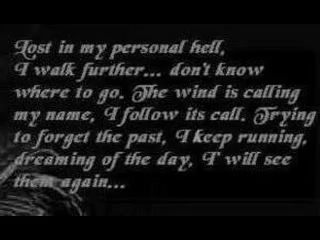 Lost in my personal hell,
I walk further... don't know
where to go. The wind is calling
my name, I follow its call. Trying
to forget the past, I keep running,
dreaming of the day, I' will see
them again...